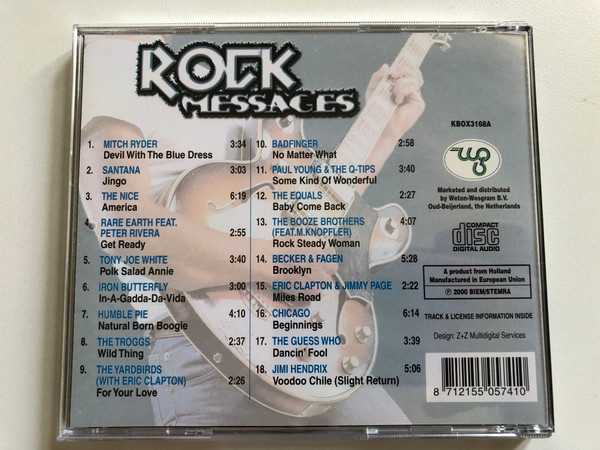 ROCK
MESSAGES
1. MITCH RYDER 3:34
Devil With The Blue Dress
2. SANTANA 3:03
Jingo
3. THE NICE 6:19
America
4. RARE EARTH FEAT.
PETER RIVERA 2:55
Get Ready
5. TONY JOE WHITE 3:40
Polk Salad Annie
6. IRON BUTTERFLY 3:00
In-A-Gadda-Da-Vida
7. HUMBLE PIE 4:10
Natural Born Boogie
8. THE TROGGS 2:37
Wild Thing
9. THE YARDBIRDS
(WITH ERIC CLAPTON) 2:26
For Your Love
10. BADFINGER 2:58
No Matter What
11. PAUL YOUNG & THE Q-TIPS 3:40
Some Kind Of Wonderful
12. THE EQUALS 2:27
Baby Come Back
13. THE BOOZE BROTHERS 4:07
(FEAT.M.KNOPFLER)
Rock Steady Woman
14. BECKER & FAGEN 5:28
Brooklyn
15. ERIC CLAPTON & JIMMY PAGE 2:22
Miles Road
16. CHICAGO 6:14
Beginnings
17. THE GUESS WHO 3:39
Dancin' Fool
18. JIMI HENDRIX 5:06
Voodoo Chile (Slight Return)
KBOX3168A
wg
Marketed and distributed
by Weton-Wesgram B.V.
Oud-Beijerland, the Netherlands
COMPACT
disc
DIGITAL AUDIO
A product from Holland
Manufactured in European Union
℗ 2000 BIEM/STEMRA
TRACK & LICENSE INFORMATION INSIDE
Design: Z+Z Multidigital Services
8 712155 057410